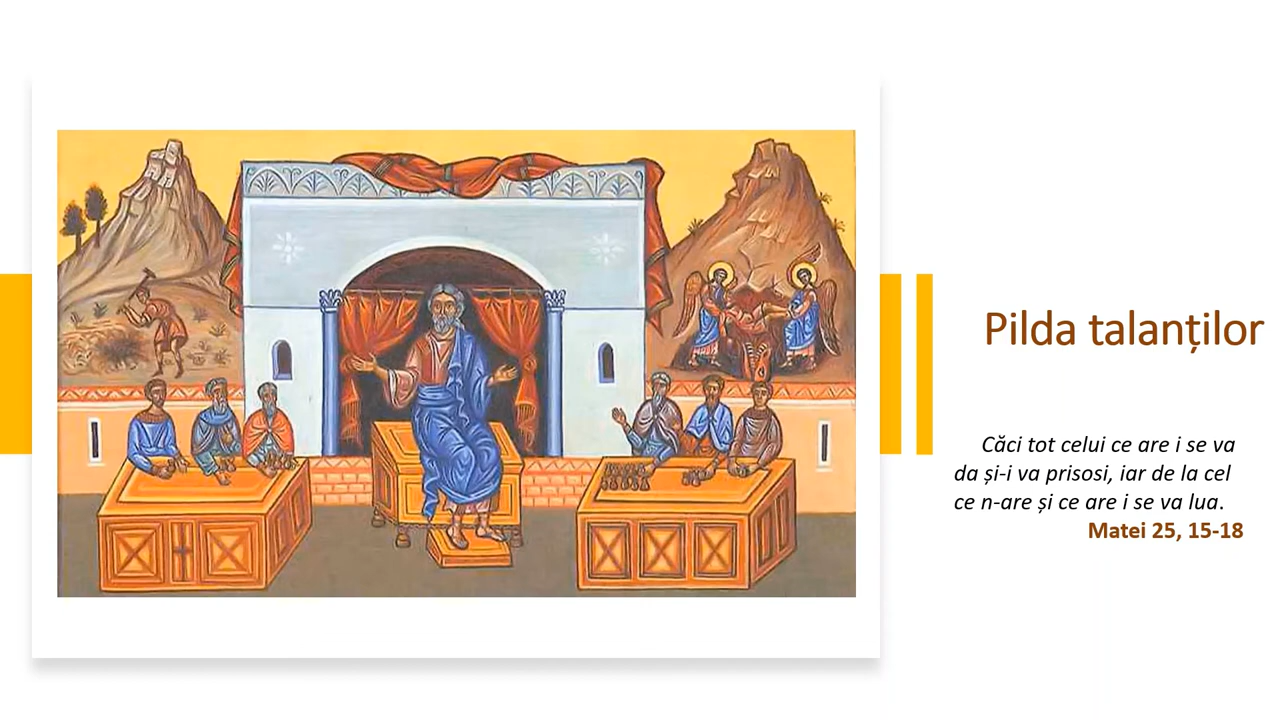 Pilda talanților
Căci tot celui ce are i se va
da și-i va prisosi, iar de la cel
ce n-are și ce are i se va lua.
Matei 25, 15-18